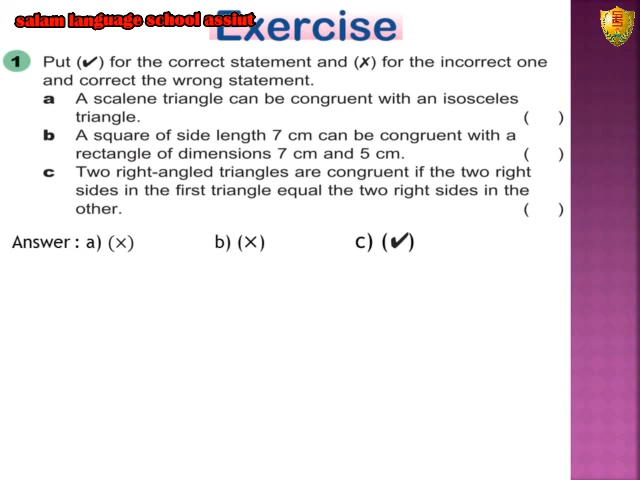 salam language school assiut
Exercise
1 Put (✔) for the correct statement and (✗) for the incorrect one
and correct the wrong statement.
a A scalene triangle can be congruent with an isosceles
triangle. ( )
b A square of side length 7 cm can be congruent with a
rectangle of dimensions 7 cm and 5 cm. ( )
c Two right-angled triangles are congruent if the two right
sides in the first triangle equal the two right sides in the
other. ( )
Answer : a) (×) b) (×) c) (✔)